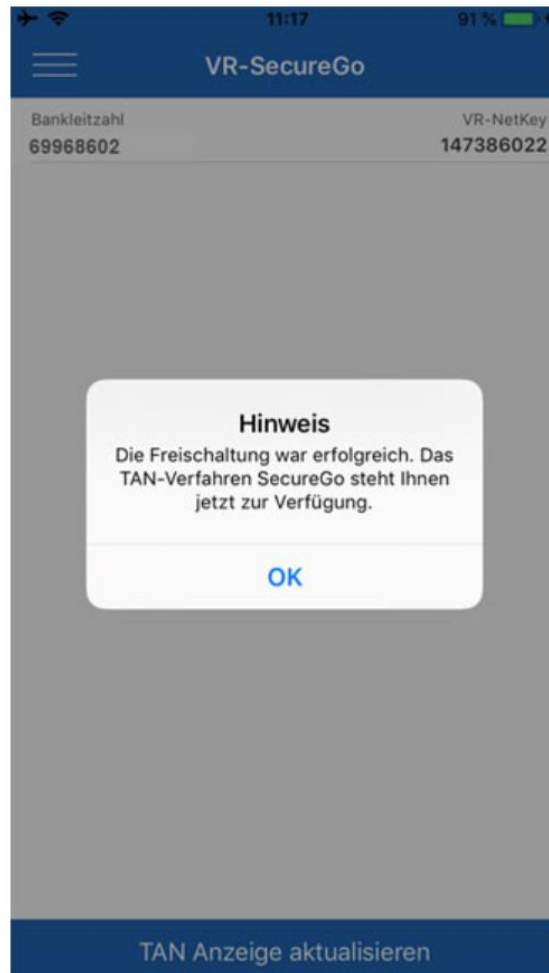 11:17
91 %
VR-SecureGo
Bankleitzahl
VR-NetKey
69968602
147386022
Hinweis
Die Freischaltung war erfolgreich. Das
TAN-Verfahren SecureGo steht Ihnen
jetzt zur Verfügung.
OK
TAN Anzeige aktualisieren